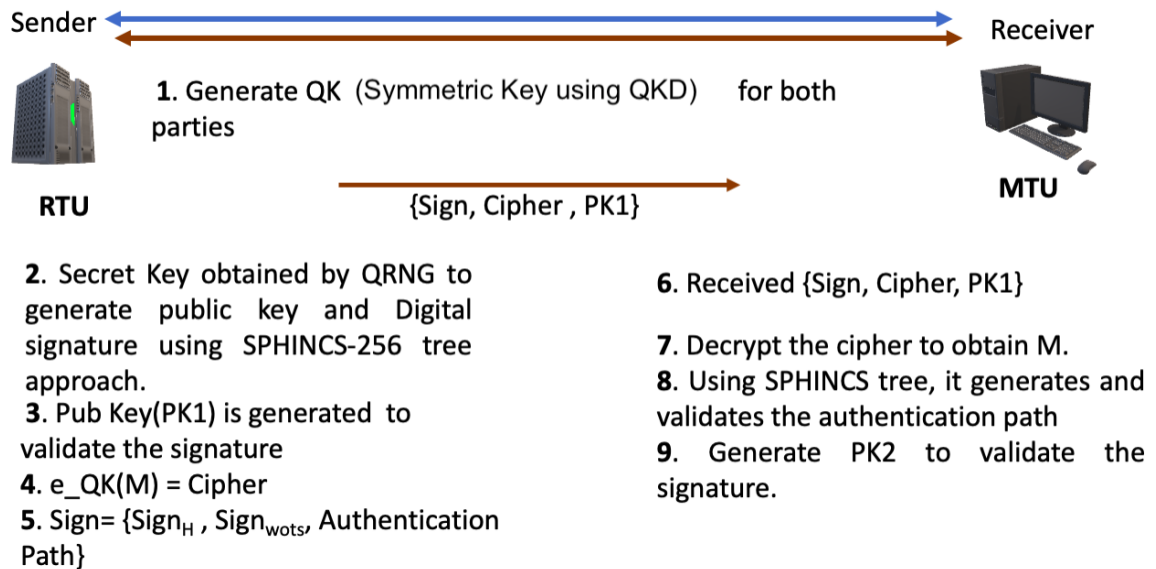 Sender
Receiver
1. Generate QK (Symmetric Key using QKD) for both
parties
RTU
MTU
{Sign, Cipher , PK1}
2. Secret Key obtained by QRNG to
generate public key and Digital
signature using SPHINCS-256 tree
approach.
3. Pub Key(PK1) is generated to
validate the signature
4. e_QK(M) = Cipher
5. Sign= {Sign_H , Sign_wots, Authentication
Path}
6. Received {Sign, Cipher, PK1}
7. Decrypt the cipher to obtain M.
8. Using SPHINCS tree, it generates and
validates the authentication path
9. Generate PK2 to validate the
signature.